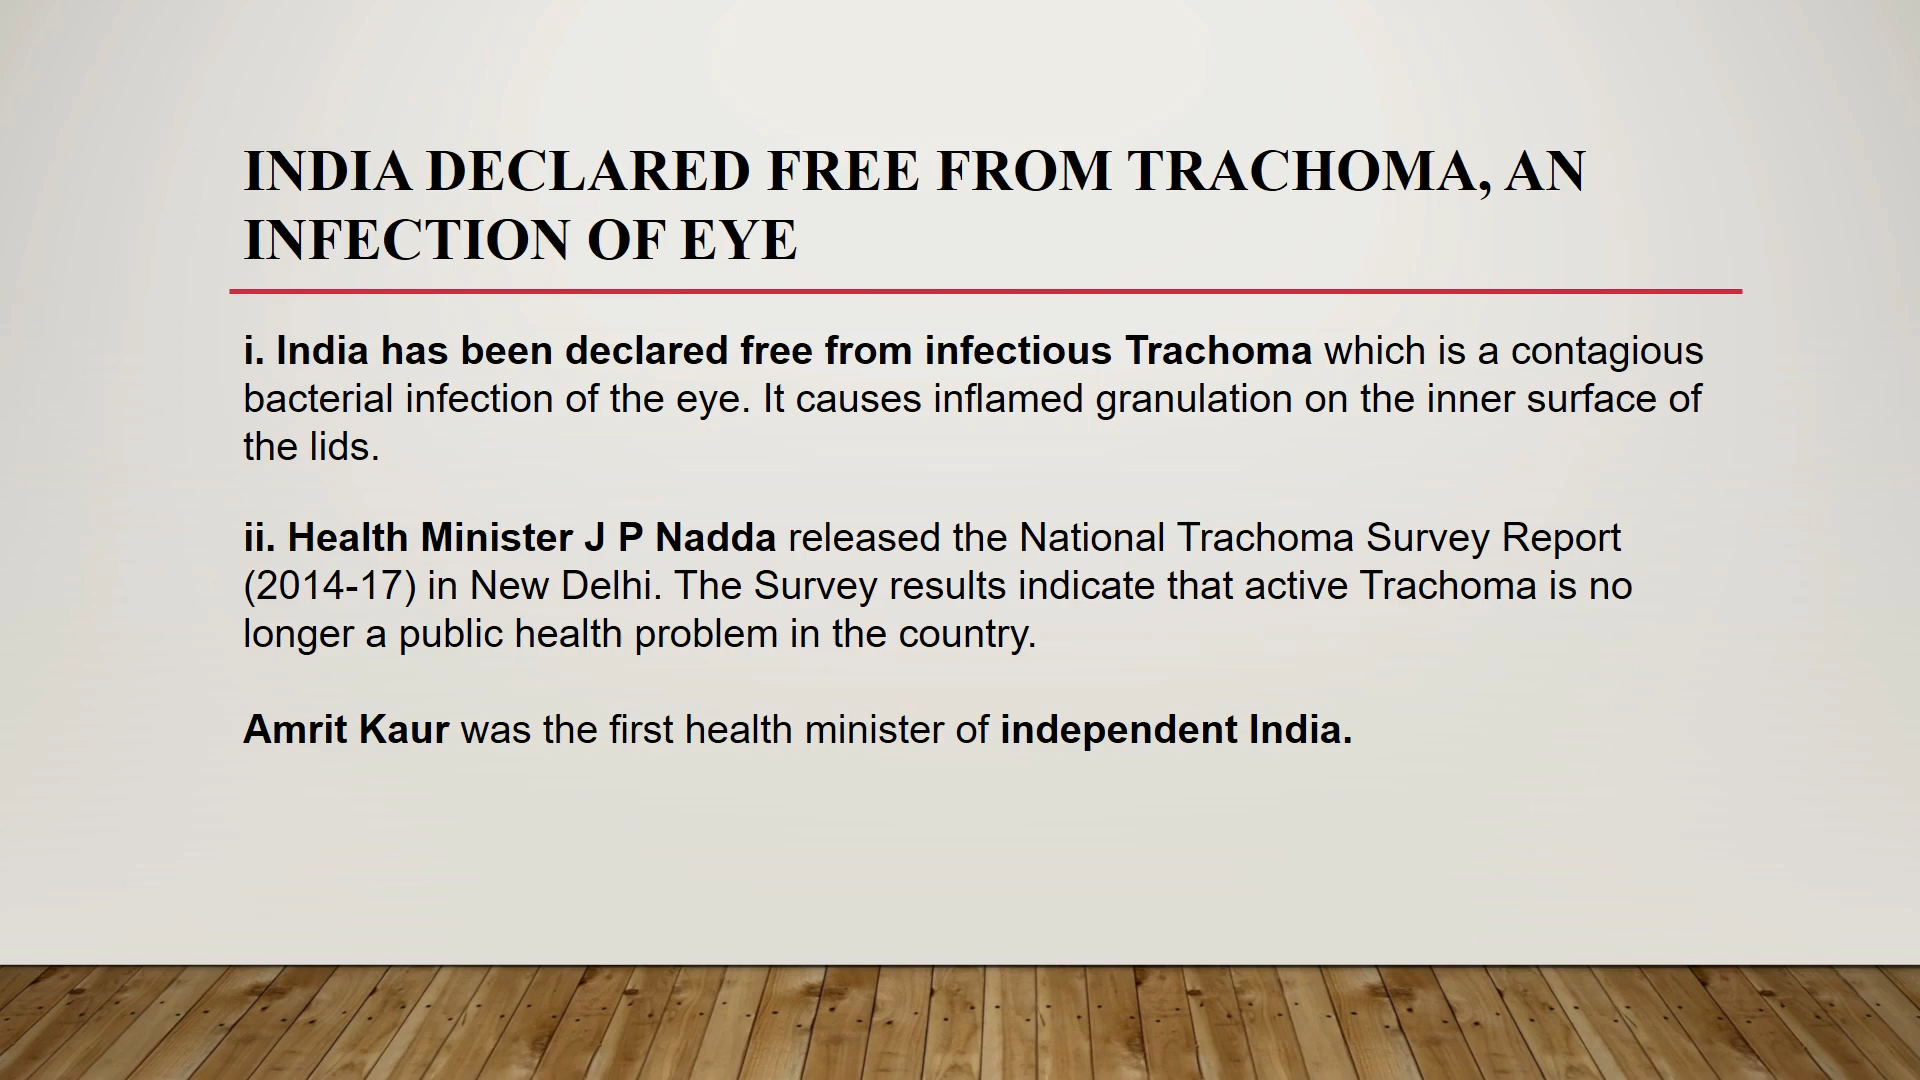 INDIA DECLARED FREE FROM TRACHOMA, AN
INFECTION OF EYE
i. India has been declared free from infectious Trachoma which is a contagious
bacterial infection of the eye. It causes inflamed granulation on the inner surface of
the lids.
ii. Health Minister J P Nadda released the National Trachoma Survey Report
(2014-17) in New Delhi. The Survey results indicate that active Trachoma is no
longer a public health problem in the country.
Amrit Kaur was the first health minister of independent India.